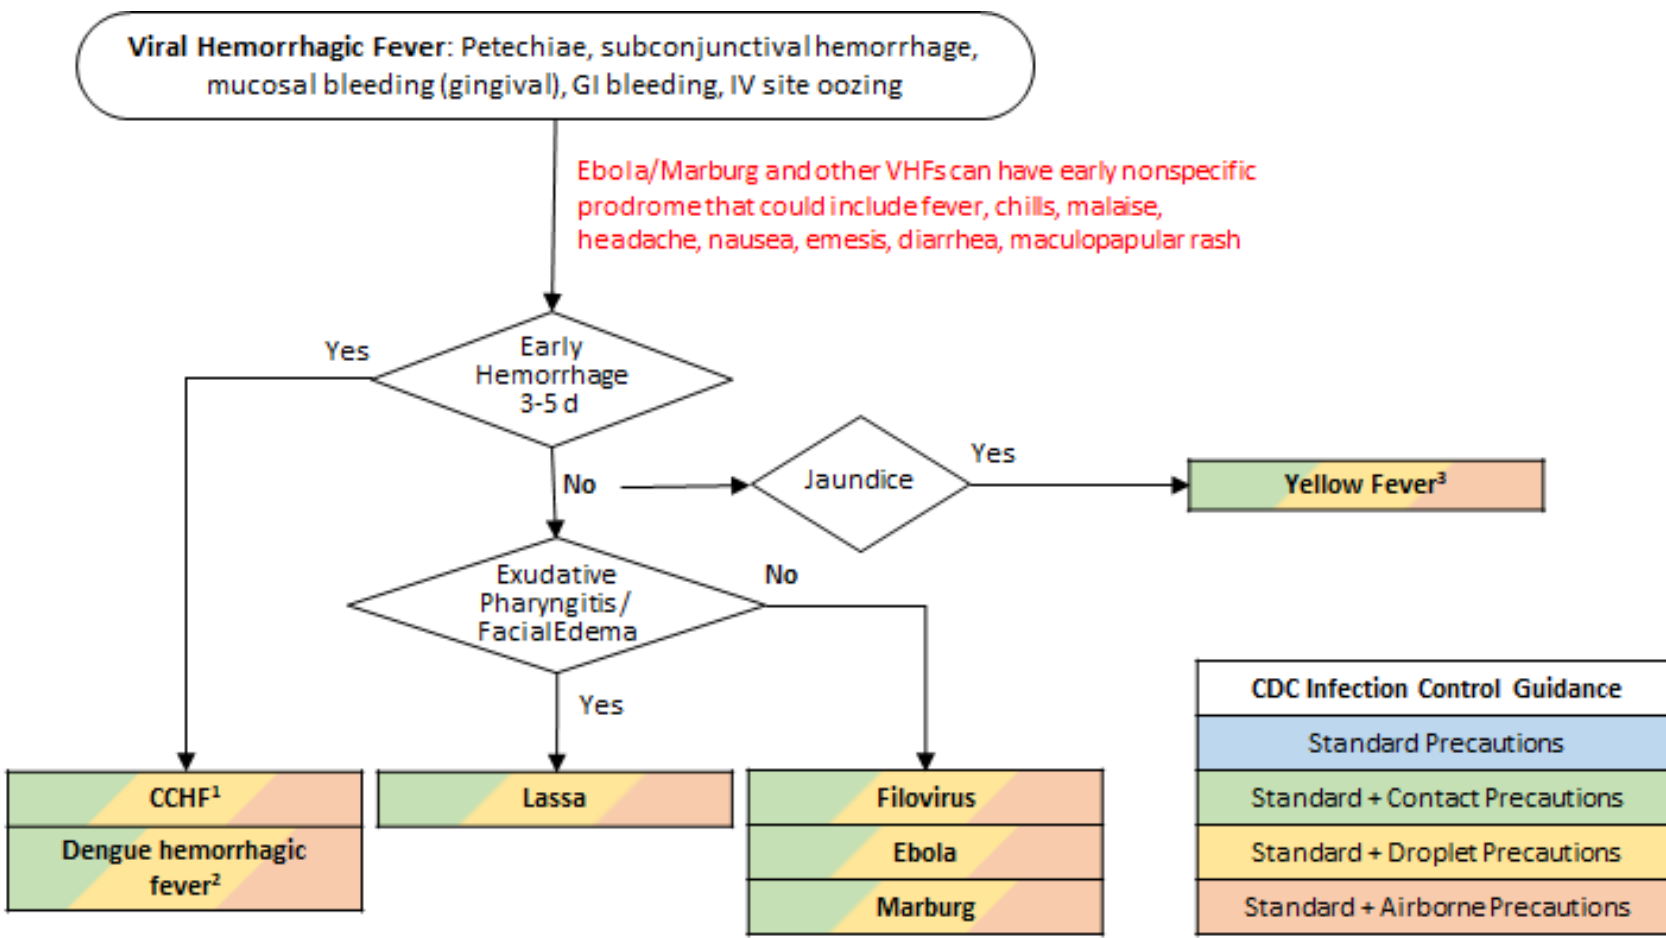 Viral Hemorrhagic Fever: Petechiae, subconjunctival hemorrhage,
mucosal bleeding (gingival), GI bleeding, IV site oozing
Ebola/Marburg and other VHFs can have early nonspecific
prodrome that could include fever, chills, malaise,
headache, nausea, emesis, diarrhea, maculopapular rash
Yes
Early
Hemorrhage
3-5 d
No
Jaundice
Yes
Yellow Fever³
Exudative
Pharyngitis/
Facial Edema
No
Yes
CCHF¹
Dengue hemorrhagic
fever²
Lassa
Filovirus
Ebola
Marburg
CDC Infection Control Guidance
Standard Precautions
Standard + Contact Precautions
Standard + Droplet Precautions
Standard + Airborne Precautions